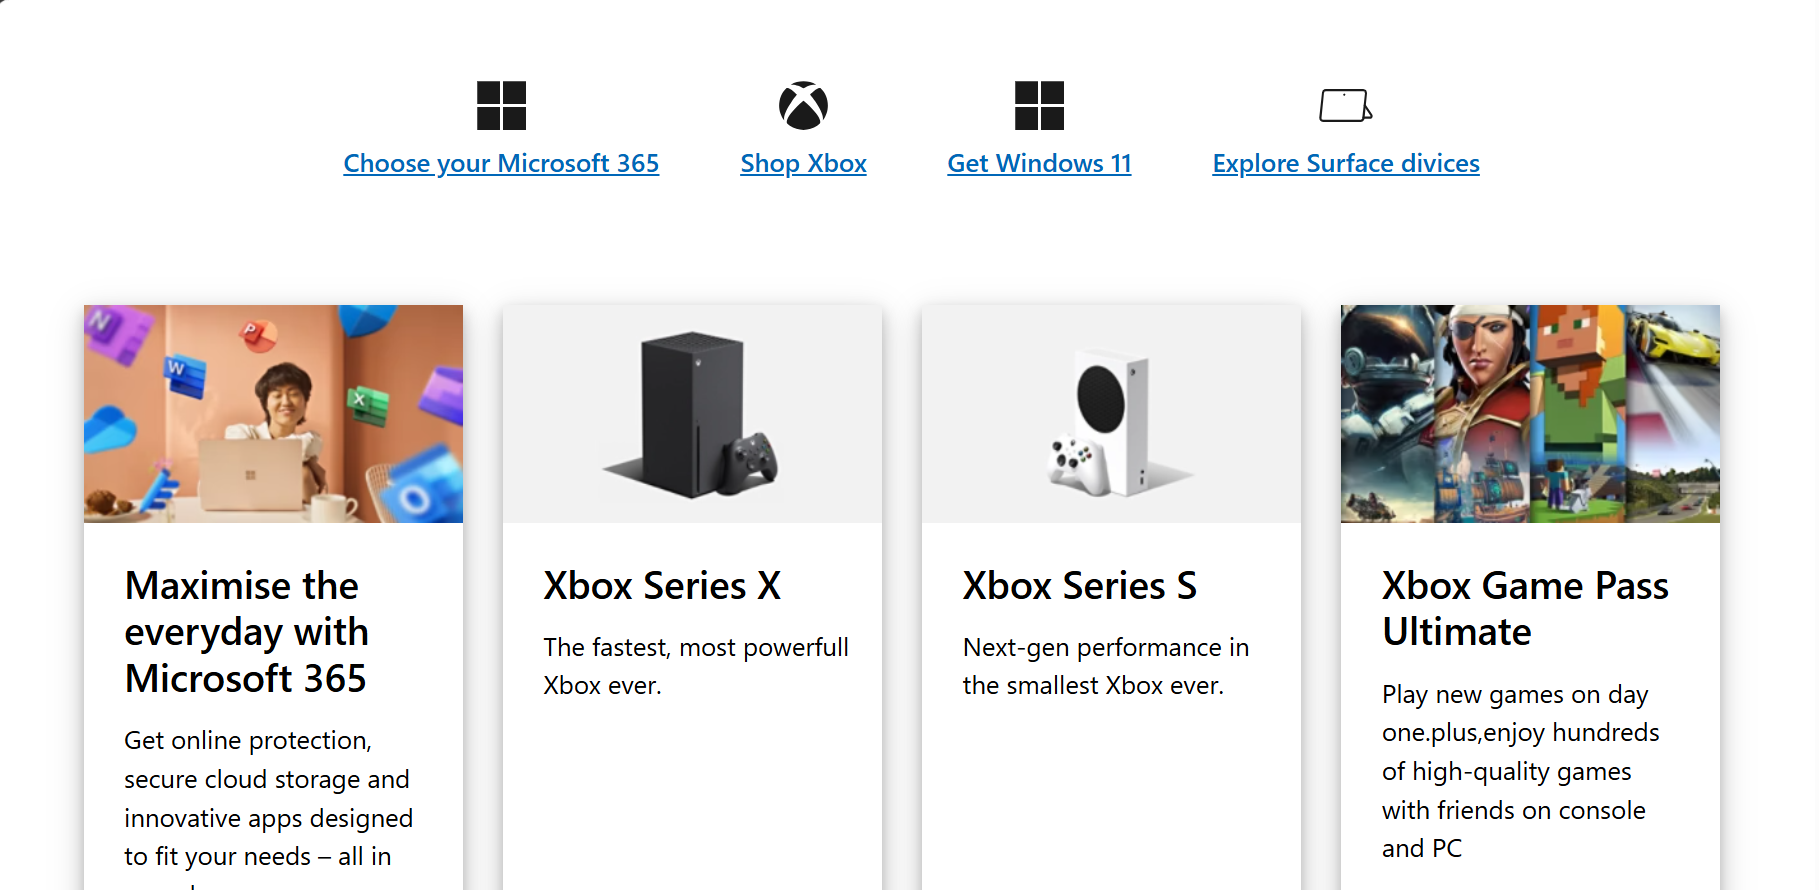 Choose your Microsoft 365
Shop Xbox
Get Windows 11
Explore Surface divices
N
P
W
X
O
Maximise the
everyday with
Microsoft 365
Get online protection,
secure cloud storage and
innovative apps designed
to fit your needs – all in
Xbox Series X
The fastest, most powerfull
Xbox ever.
Xbox Series S
Next-gen performance in
the smallest Xbox ever.
Xbox Game Pass
Ultimate
Play new games on day
one.plus,enjoy hundreds
of high-quality games
with friends on console
and PC